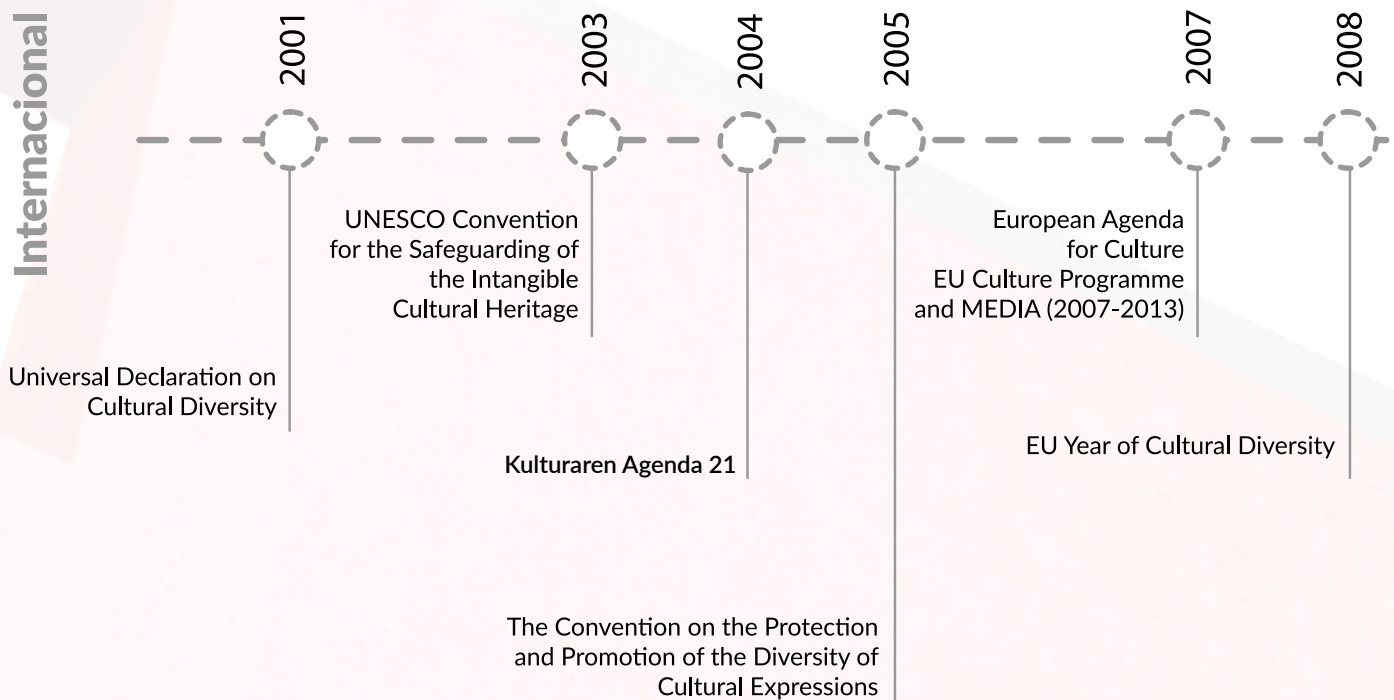 Internacional
2001
2003
2004
2005
2007
2008
Universal Declaration on
Cultural Diversity
UNESCO Convention
for the Safeguarding of
the Intangible
Cultural Heritage
Kulturaren Agenda 21
The Convention on the Protection
and Promotion of the Diversity of
Cultural Expressions
European Agenda
for Culture
EU Culture Programme
and MEDIA (2007-2013)
EU Year of Cultural Diversity